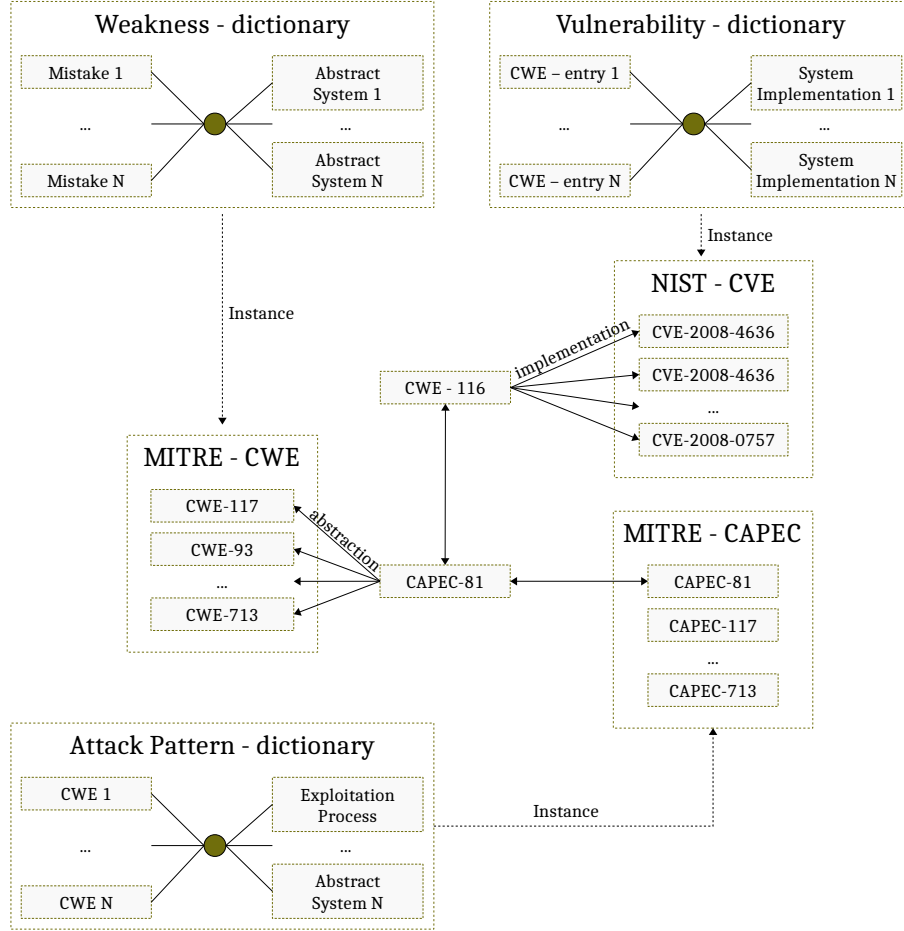 Weakness - dictionary
Mistake 1
Abstract
System 1
...
...
Mistake N
Abstract
System N
Vulnerability - dictionary
CWE – entry 1
System
Implementation 1
...
...
CWE – entry N
System
Implementation N
Instance
Instance
NIST - CVE
CVE-2008-4636
CVE-2008-4636
...
CVE-2008-0757
implementation
CWE - 116
MITRE - CWE
CWE-117
CWE-93
...
CWE-713
abstraction
CAPEC-81
MITRE - CAPEC
CAPEC-81
CAPEC-117
...
CAPEC-713
Attack Pattern - dictionary
CWE 1
Exploitation
Process
...
...
CWE N
Abstract
System N
Instance